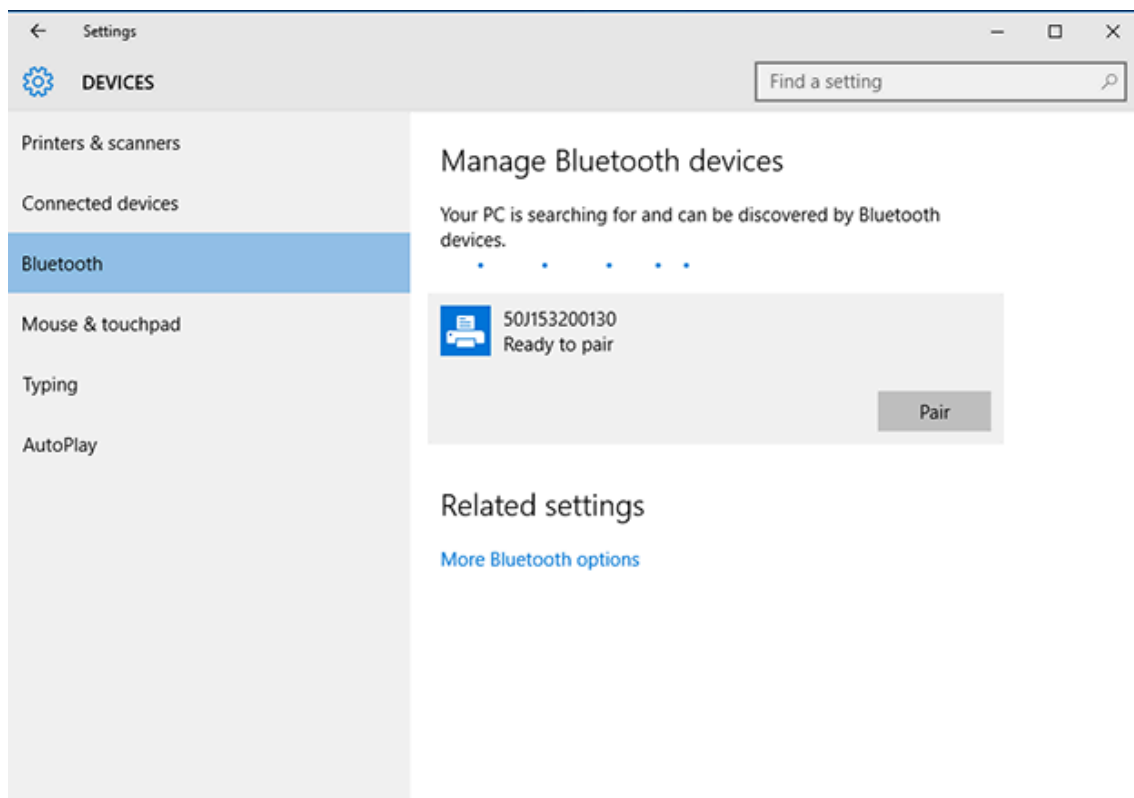 Settings
DEVICES
Find a setting
Printers & scanners
Connected devices
Bluetooth
Mouse & touchpad
Typing
AutoPlay
Manage Bluetooth devices
Your PC is searching for and can be discovered by Bluetooth
devices.
50J153200130
Ready to pair
Pair
Related settings
More Bluetooth options